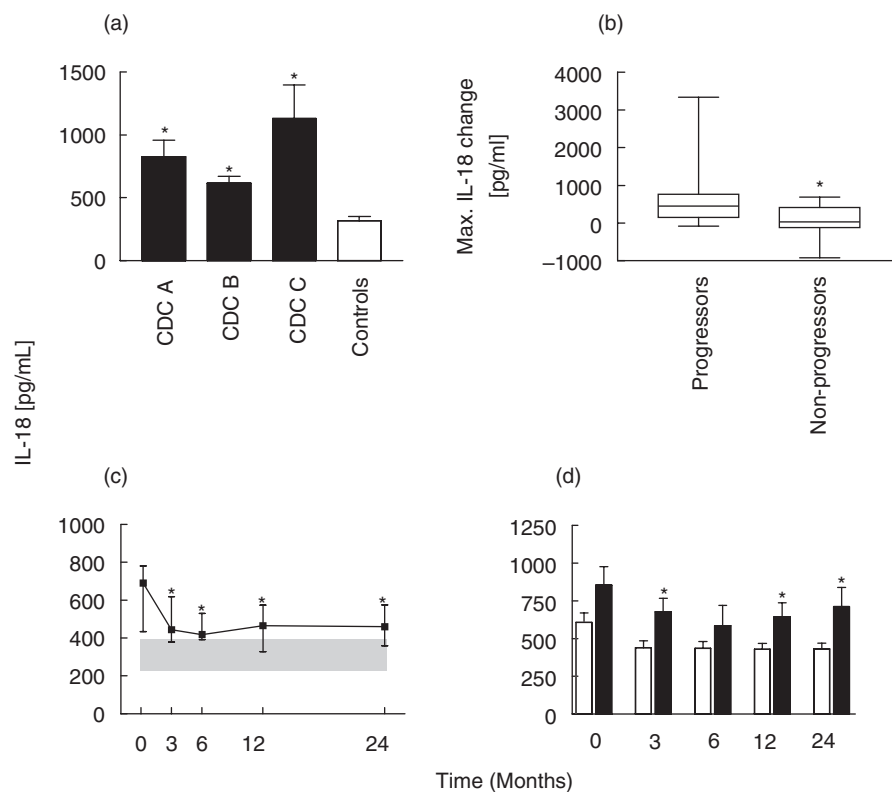 (a)
1500
1000
500
0
*
*
*
CDC A
CDC B
CDC C
Controls
(b)
Max. IL-18 change
[pg/ml]
4000
3000
2000
1000
0
–1000
*
Progressors
Non-progressors
IL-18 [pg/mL]
(c)
1000
800
600
400
200
0
* * * *
0 3 6 12 24
(d)
1250
1000
750
500
250
0
* * *
0 3 6 12 24
Time (Months)